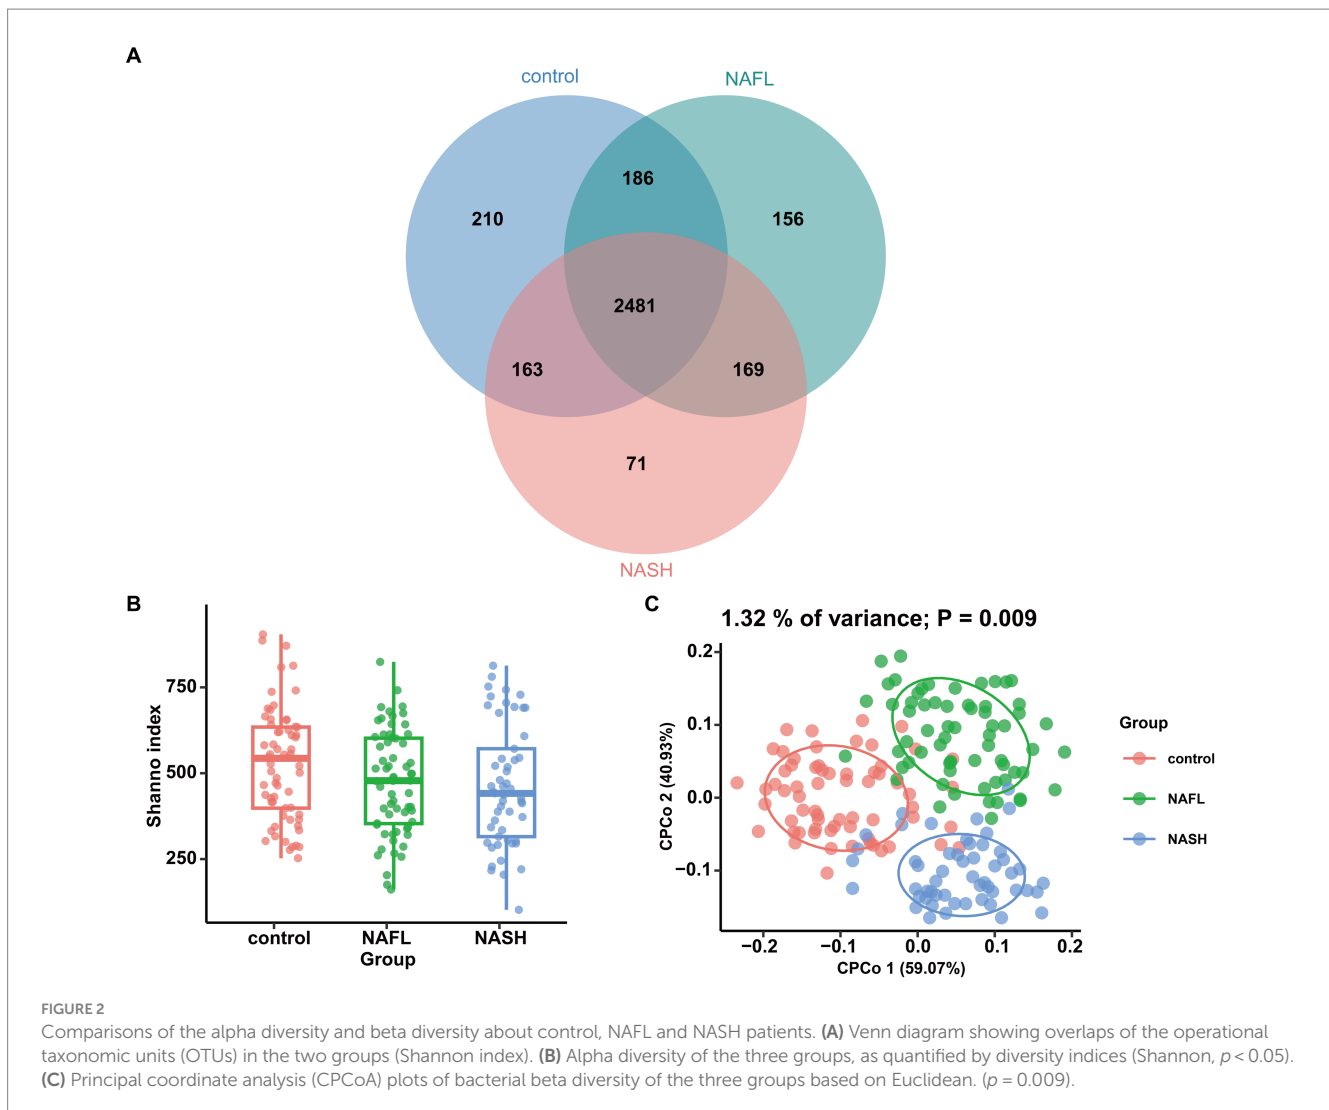 A
control
NAFL
186
210
156
2481
163
169
71
NASH
B
Shanno index
750
500
250
control
NAFL
NASH
Group
C
1.32 % of variance; P = 0.009
CPCo 2 (40.93%)
0.2
0.1
0.0
−0.1
−0.2
−0.1
0.0
0.1
0.2
CPCo 1 (59.07%)
Group
control
NAFL
NASH
FIGURE 2
Comparisons of the alpha diversity and beta diversity about control, NAFL and NASH patients. (A) Venn diagram showing overlaps of the operational
taxonomic units (OTUs) in the two groups (Shannon index). (B) Alpha diversity of the three groups, as quantified by diversity indices (Shannon, p < 0.05).
(C) Principal coordinate analysis (CPCoA) plots of bacterial beta diversity of the three groups based on Euclidean. (p = 0.009).